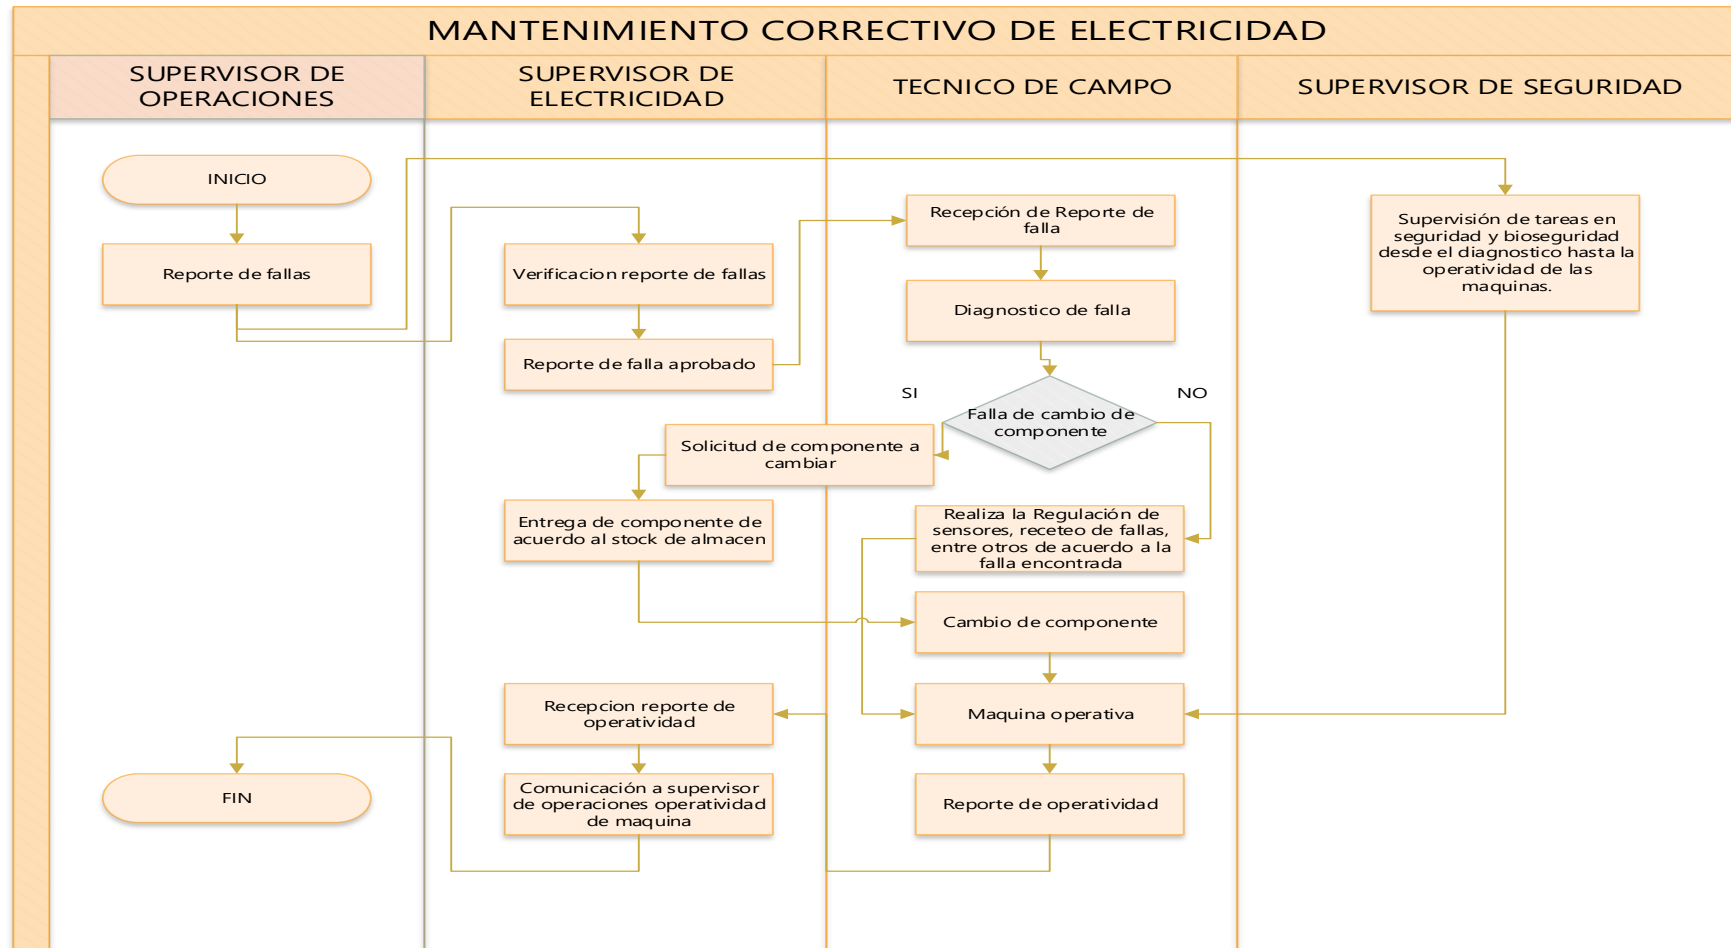 MANTENIMIENTO CORRECTIVO DE ELECTRICIDAD
SUPERVISOR DE
OPERACIONES
SUPERVISOR DE
ELECTRICIDAD
TECNICO DE CAMPO
SUPERVISOR DE SEGURIDAD
INICIO
Reporte de fallas
Verificacion reporte de fallas
Reporte de falla aprobado
Recepción de Reporte de
falla
Diagnostico de falla
Supervisión de tareas en
seguridad y bioseguridad
desde el diagnostico hasta la
operatividad de las
maquinas.
SI
NO
Falla de cambio de
componente
Solicitud de componente a
cambiar
Entrega de componente de
acuerdo al stock de almacen
Realiza la Regulación de
sensores, receteo de fallas,
entre otros de acuerdo a la
falla encontrada
Cambio de componente
Recepcion reporte de
operatividad
Maquina operativa
FIN
Comunicación a supervisor
de operaciones operatividad
de maquina
Reporte de operatividad